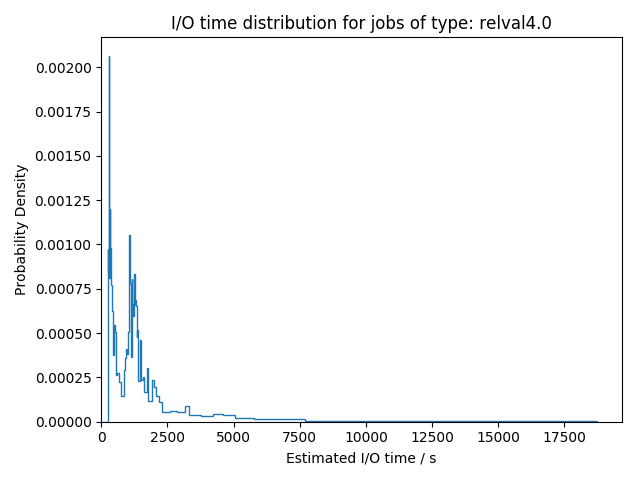 I/O time distribution for jobs of type: relval4.0
Probability Density
0.00200
0.00175
0.00150
0.00125
0.00100
0.00075
0.00050
0.00025
0.00000
0 2500 5000 7500 10000 12500 15000 17500
Estimated I/O time / s